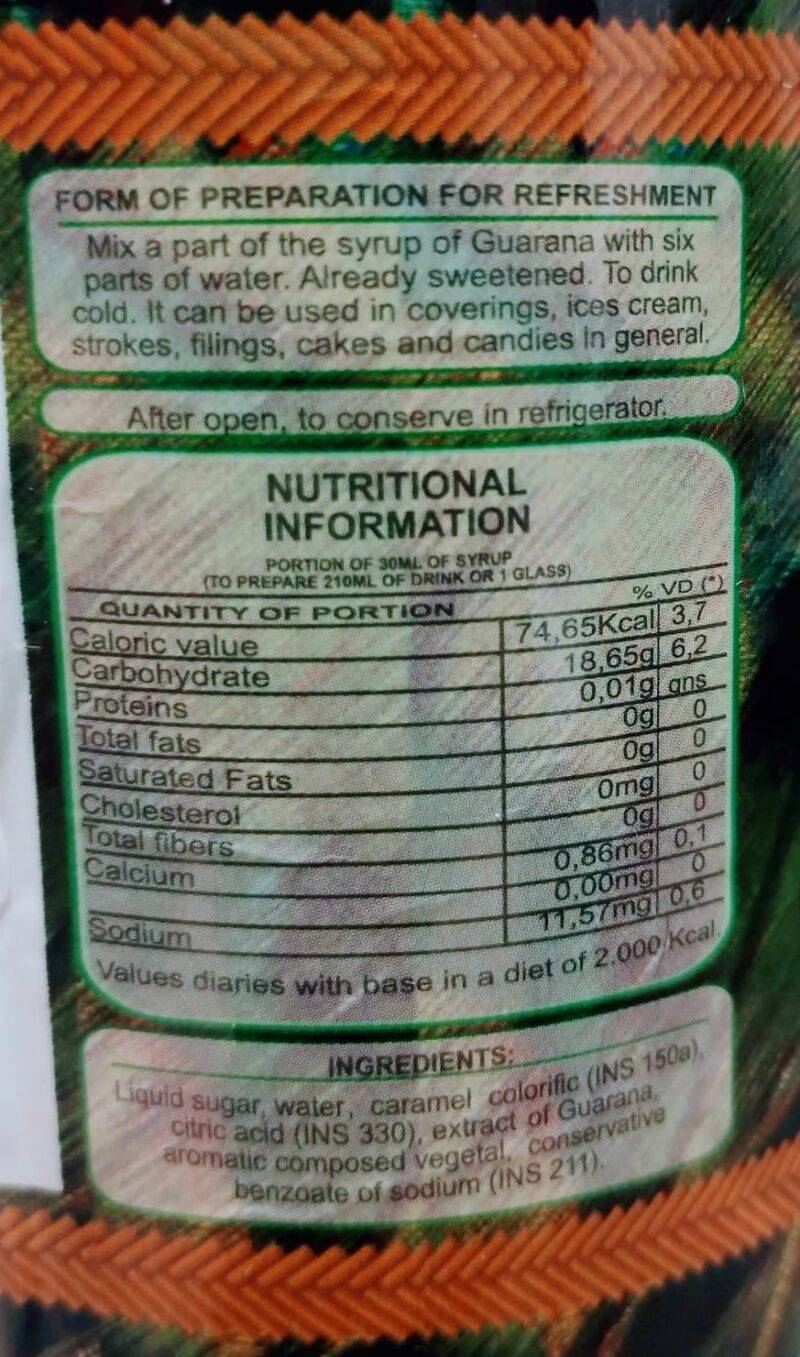 FORM OF PREPARATION FOR REFRESHMENT
Mix a part of the syrup of Guarana with six
parts of water. Already sweetened. To drink
cold. It can be used in coverings, ices cream,
strokes, filings, cakes and candies in general.
After open, to conserve in refrigerator.
NUTRITIONAL
INFORMATION
PORTION OF 30ML OF SYRUP
(TO PREPARE 210ML OF DRINK OR 1 GLASS)
QUANTITY OF PORTION % VD (*)
Caloric value 74,65Kcal 3,7
Carbohydrate 18,65g 6,2
Proteins 0,01g qns
Total fats 0g 0
Saturated Fats 0g 0
Cholesterol 0mg 0
Total fibers 0g 0
Calcium 0,86mg 0,1
0,00mg 0
Sodium 11,57mg 0,6
Values diaries with base in a diet of 2.000 Kcal.
INGREDIENTS:
Liquid sugar, water, caramel colorific (INS 150a),
citric acid (INS 330), extract of Guarana,
aromatic composed vegetal, conservative
benzoate of sodium (INS 211).